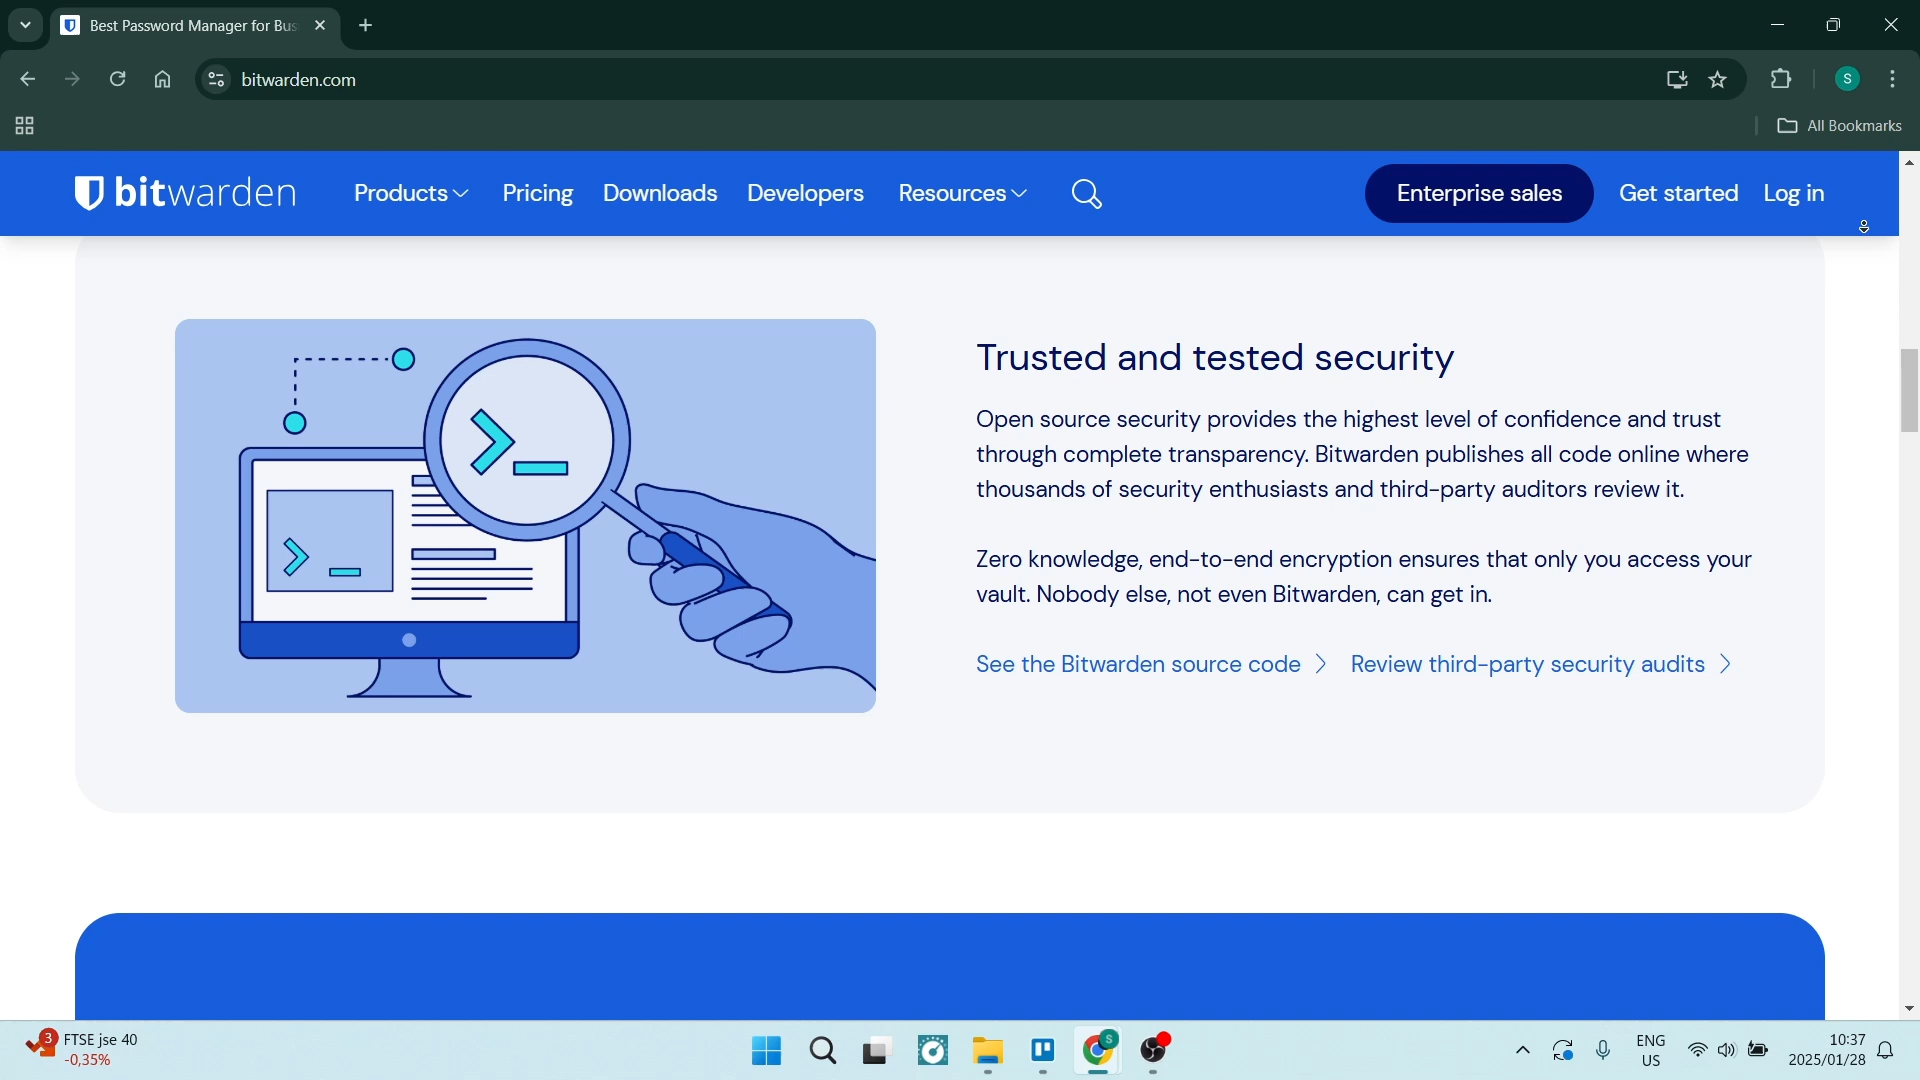 Best Password Manager for Bus
bitwarden.com
S
All Bookmarks
bitwarden
Products
Pricing
Downloads
Developers
Resources
Enterprise sales
Get started
Log in
Trusted and tested security
Open source security provides the highest level of confidence and trust
through complete transparency. Bitwarden publishes all code online where
thousands of security enthusiasts and third-party auditors review it.
Zero knowledge, end-to-end encryption ensures that only you access your
vault. Nobody else, not even Bitwarden, can get in.
See the Bitwarden source code
Review third-party security audits
3
FTSE jse 40
-0,35%
S
ENG
US
10:37
2025/01/28